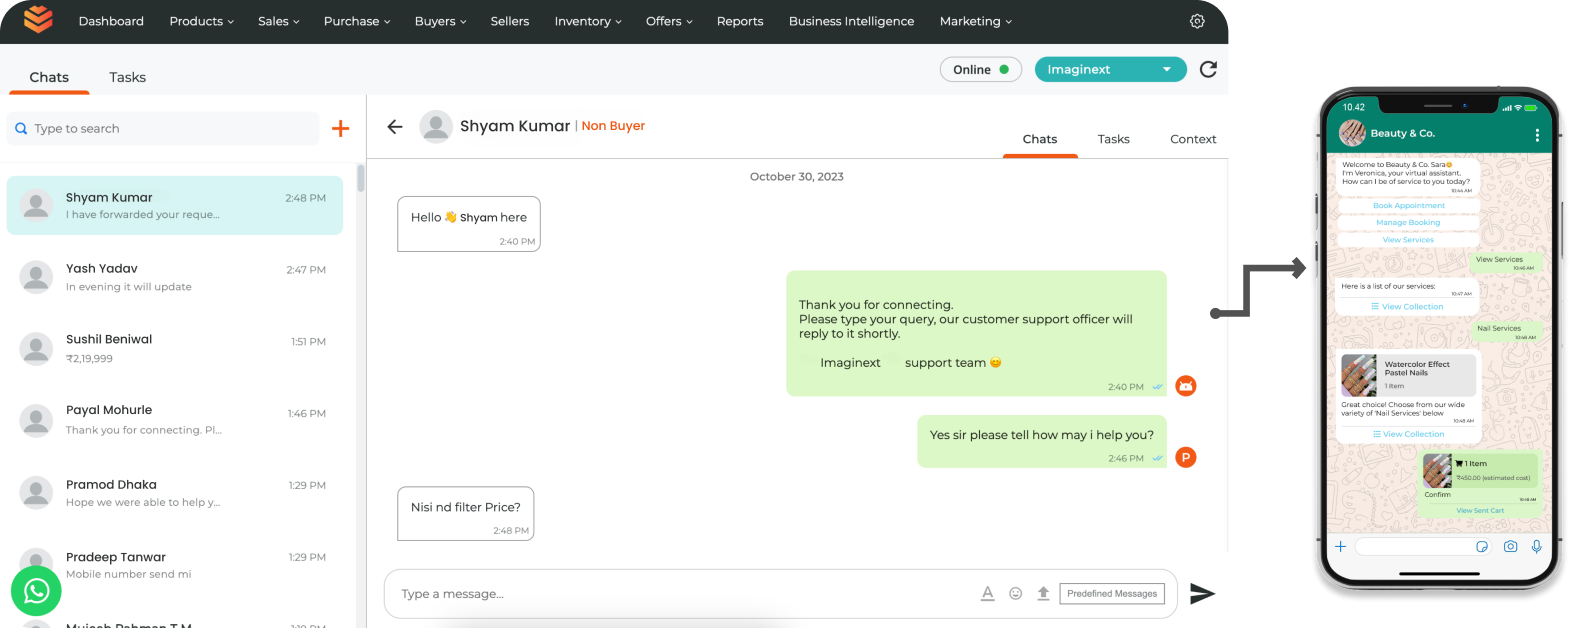 Dashboard
Products
Sales
Purchase
Buyers
Sellers
Inventory
Offers
Reports
Business Intelligence
Marketing
Chats
Tasks
Online
Imaginext
Type to search
Shyam Kumar
2:48 PM
I have forwarded your reque...
Yash Yadav
2:47 PM
In evening it will update
Sushil Beniwal
1:51 PM
₹2,19,999
Payal Mohurle
1:46 PM
Thank you for connecting. Pl...
Pramod Dhaka
1:29 PM
Hope we were able to help y...
Pradeep Tanwar
1:29 PM
Mobile number send mi
Mujeeb Rahman T M
Shyam Kumar | Non Buyer
Chats
Tasks
Context
October 30, 2023
Hello 👋 Shyam here
2:40 PM
Thank you for connecting.
Please type your query, our customer support officer will
reply to it shortly.
Imaginext support team 😊
2:40 PM
Yes sir please tell how may i help you?
2:46 PM
P
Nisi nd filter Price?
2:48 PM
Type a message...
A
Predefined Messages
10.42
Beauty & Co.
Welcome to Beauty & Co. Sara😊
I'm Veronica, your virtual assistant,
How can I be of service to you today?
10:44 AM
Book Appointment
Manage Booking
View Services
View Services
10:46 AM
Here is a list of our services:
10:47 AM
View Collection
Nail Services
10:48 AM
Watercolor Effect
Pastel Nails
1 Item
Great choice! Choose from our wide
variety of 'Nail Services' below
10:48 AM
View Collection
1 Item
₹450.00 (estimated cost)
Confirm
10:48 AM
View Sent Cart